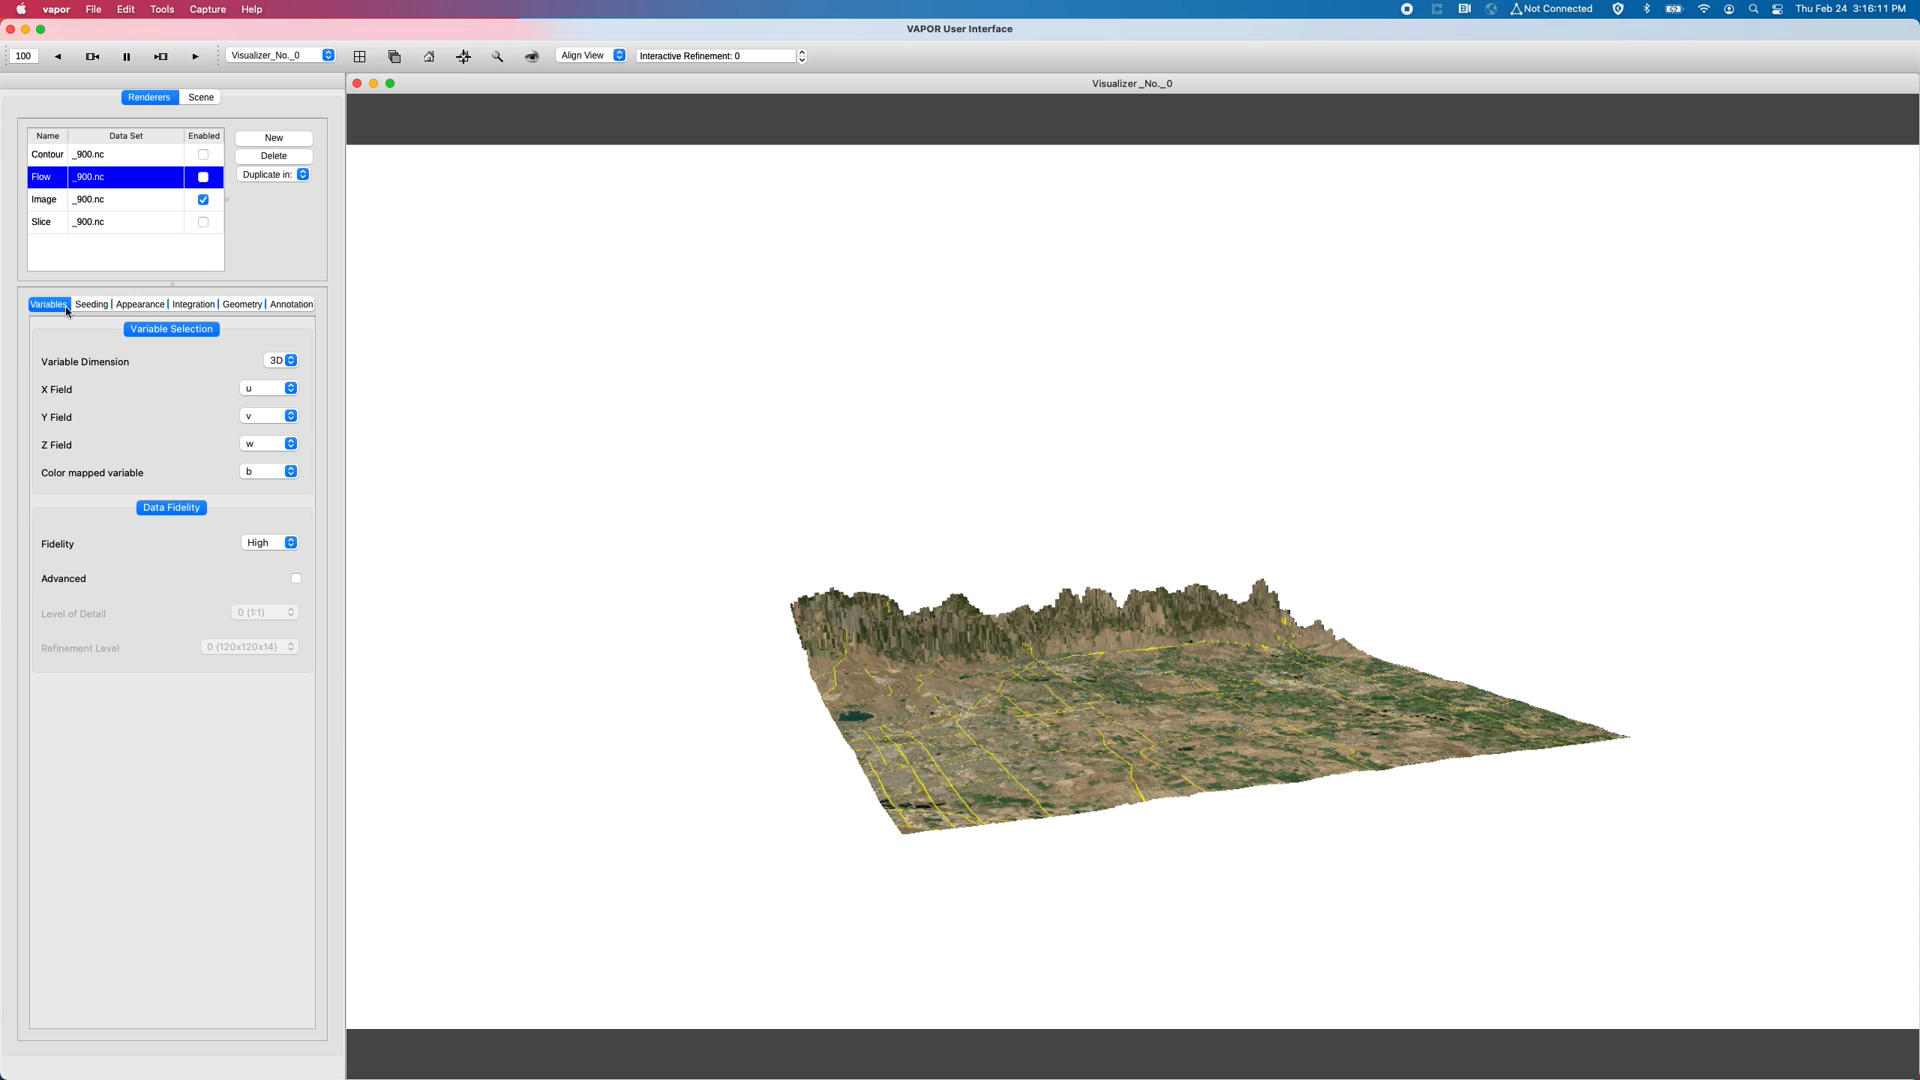 vapor File Edit Tools Capture Help
Not Connected Thu Feb 24 3:16:11 PM
VAPOR User Interface
100 Visualizer_No._0 Align View Interactive Refinement: 0
Visualizer_No._0
Renderers Scene
Name Data Set Enabled
New
Contour _900.nc
Delete
Flow _900.nc
Duplicate in:
Image _900.nc
Slice _900.nc
Variables Seeding Appearance Integration Geometry Annotation
Variable Selection
Variable Dimension 3D
X Field u
Y Field v
Z Field w
Color mapped variable b
Data Fidelity
Fidelity High
Advanced
Level of Detail 0 (1:1)
Refinement Level 0 (120x120x14)